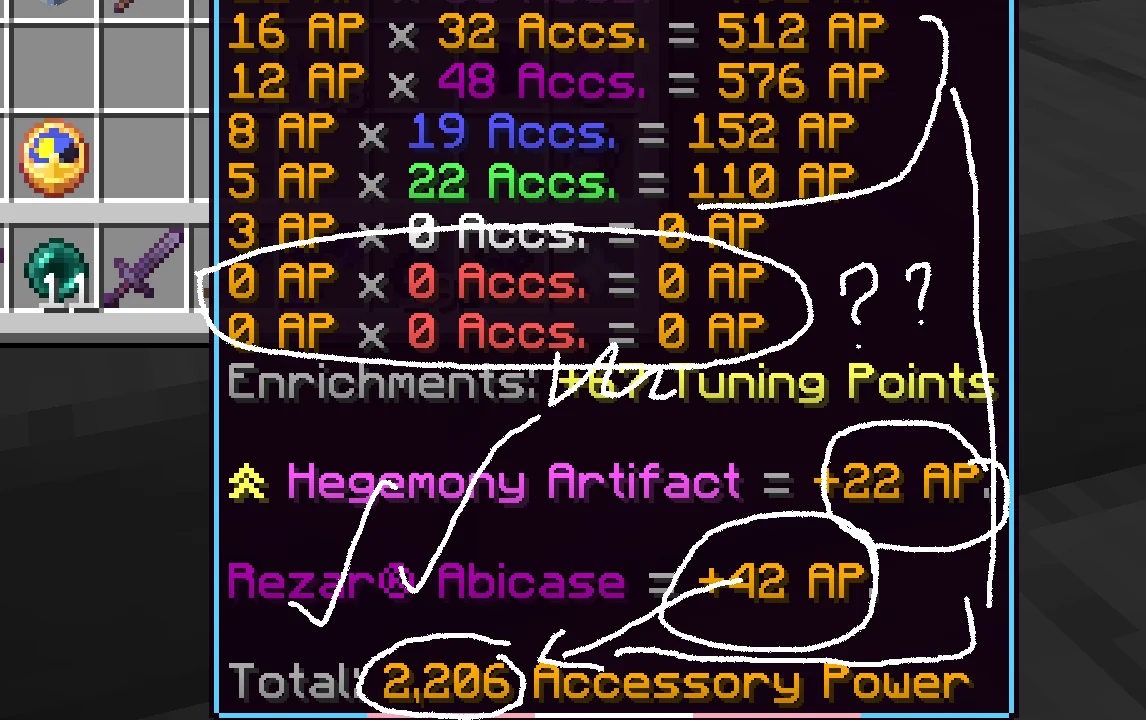 16 AP x 32 Accs. = 512 AP
12 AP x 48 Accs. = 576 AP
8 AP x 19 Accs. = 152 AP
5 AP x 22 Accs. = 110 AP
3 AP x 0 Accs. = 0 AP
0 AP x 0 Accs. = 0 AP
0 AP x 0 Accs. = 0 AP
? ?
Enrichments: +67 Tuning Points
Hegemony Artifact = +22 AP
Rezar® Abicase = +42 AP
Total: 2,206 Accessory Power
11